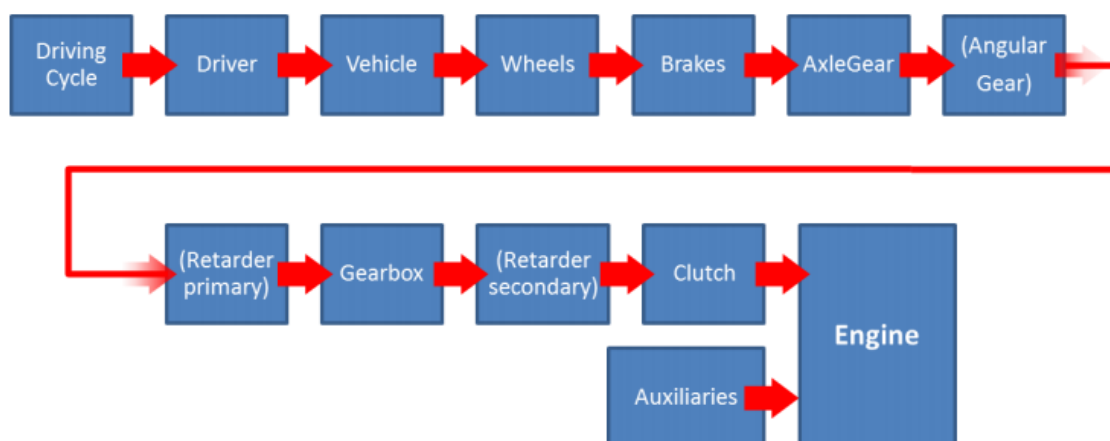 Driving
Cycle
Driver
Vehicle
Wheels
Brakes
AxleGear
(Angular
Gear)
(Retarder
primary)
Gearbox
(Retarder
secondary)
Clutch
Engine
Auxiliaries